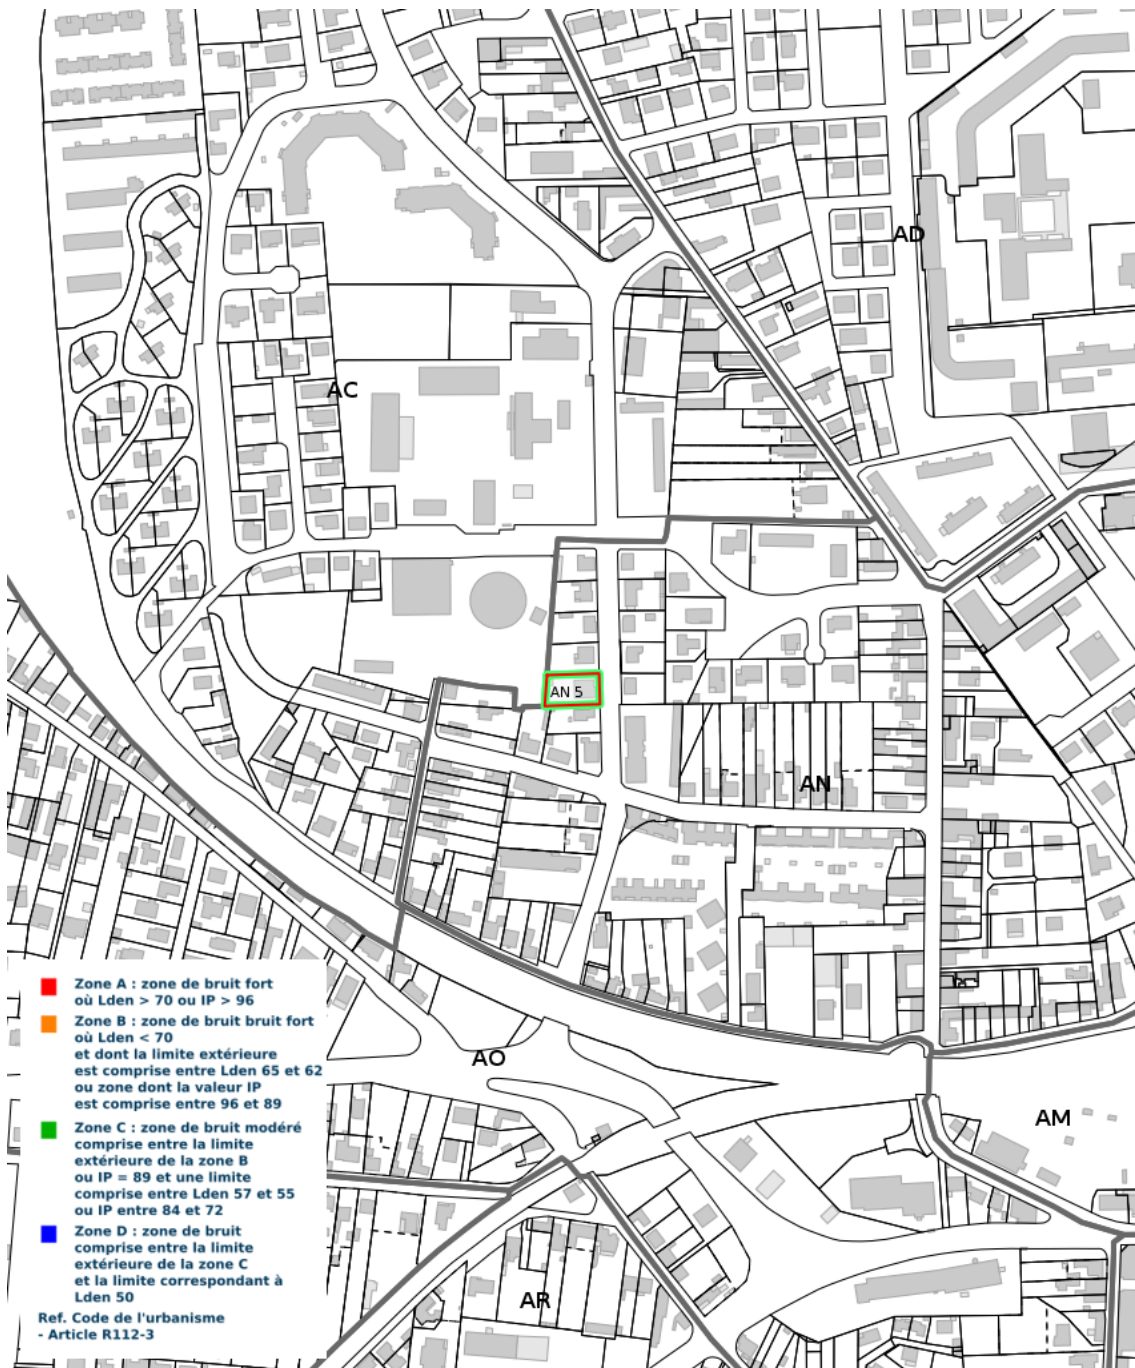 AD
AC
AN 5
AN
Zone A : zone de bruit fort
où Lden > 70 ou IP > 96
Zone B : zone de bruit bruit fort
où Lden < 70
et dont la limite extérieure
est comprise entre Lden 65 et 62
ou zone dont la valeur IP
est comprise entre 96 et 89
Zone C : zone de bruit modéré
comprise entre la limite
extérieure de la zone B
ou IP = 89 et une limite
comprise entre Lden 57 et 55
ou IP entre 84 et 72
Zone D : zone de bruit
comprise entre la limite
extérieure de la zone C
et la limite correspondant à
Lden 50
Ref. Code de l'urbanisme
- Article R112-3
AO
AM
AR